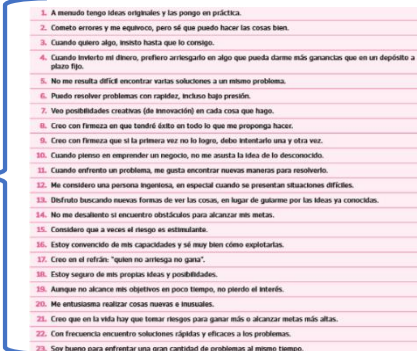 1. A menudo tengo ideas originales y las pongo en práctica.
2. Cometo errores y me equivoco, pero sé que puedo hacer las cosas bien.
3. Cuando quiero algo, insisto hasta que lo consigo.
4. Cuando invierto mi dinero, prefiero arriesgarlo en algo que pueda darme más ganancias que en un depósito a
plazo fijo.
5. No me resulta difícil encontrar varias soluciones a un mismo problema.
6. Puedo resolver problemas con rapidez, incluso bajo presión.
7. Veo posibilidades creativas (de innovación) en cada cosa que hago.
8. Creo con firmeza en que tendré éxito en todo lo que me proponga hacer.
9. Creo con firmeza que si la primera vez no lo logro, debo intentarlo una y otra vez.
10. Cuando pienso en emprender un negocio, no me asusta la idea de lo desconocido.
11. Cuando enfrento un problema, me gusta encontrar nuevas maneras para resolverlo.
12. Me considero una persona ingeniosa, en especial cuando se presentan situaciones difíciles.
13. Disfruto buscando nuevas formas de ver las cosas, en lugar de guiarme por las ideas ya conocidas.
14. No me desaliento si encuentro obstáculos para alcanzar mis metas.
15. Considero que a veces el riesgo es estimulante.
16. Estoy convencido de mis capacidades y sé muy bien cómo explotarlas.
17. Creo en el refrán: "quien no arriesga no gana".
18. Estoy seguro de mis propias ideas y posibilidades.
19. Aunque no alcance mis objetivos en poco tiempo, no pierdo el interés.
20. Me entusiasma realizar cosas nuevas e inusuales.
21. Creo que en la vida hay que tomar riesgos para ganar más o alcanzar metas más altas.
22. Con frecuencia encuentro soluciones rápidas y eficaces a los problemas.
23. Soy bueno para enfrentar una gran cantidad de problemas al mismo tiempo.